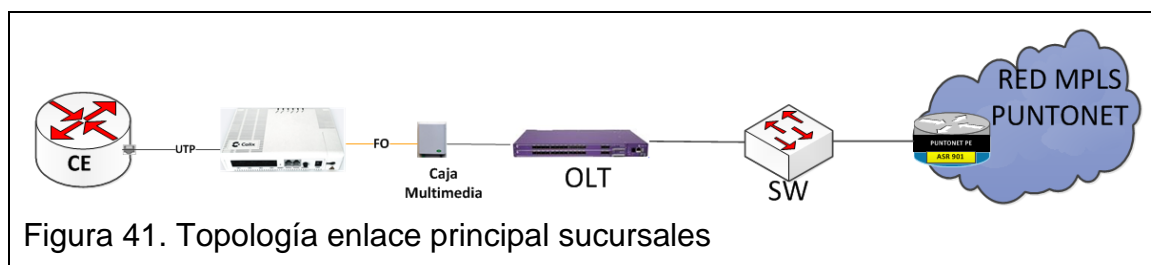 RED MPLS
PUNTONET
CE
UTP
Calix
FO
Caja
Multimedia
OLT
SW
PUNTONET PE
ASR 901
Figura 41. Topología enlace principal sucursales